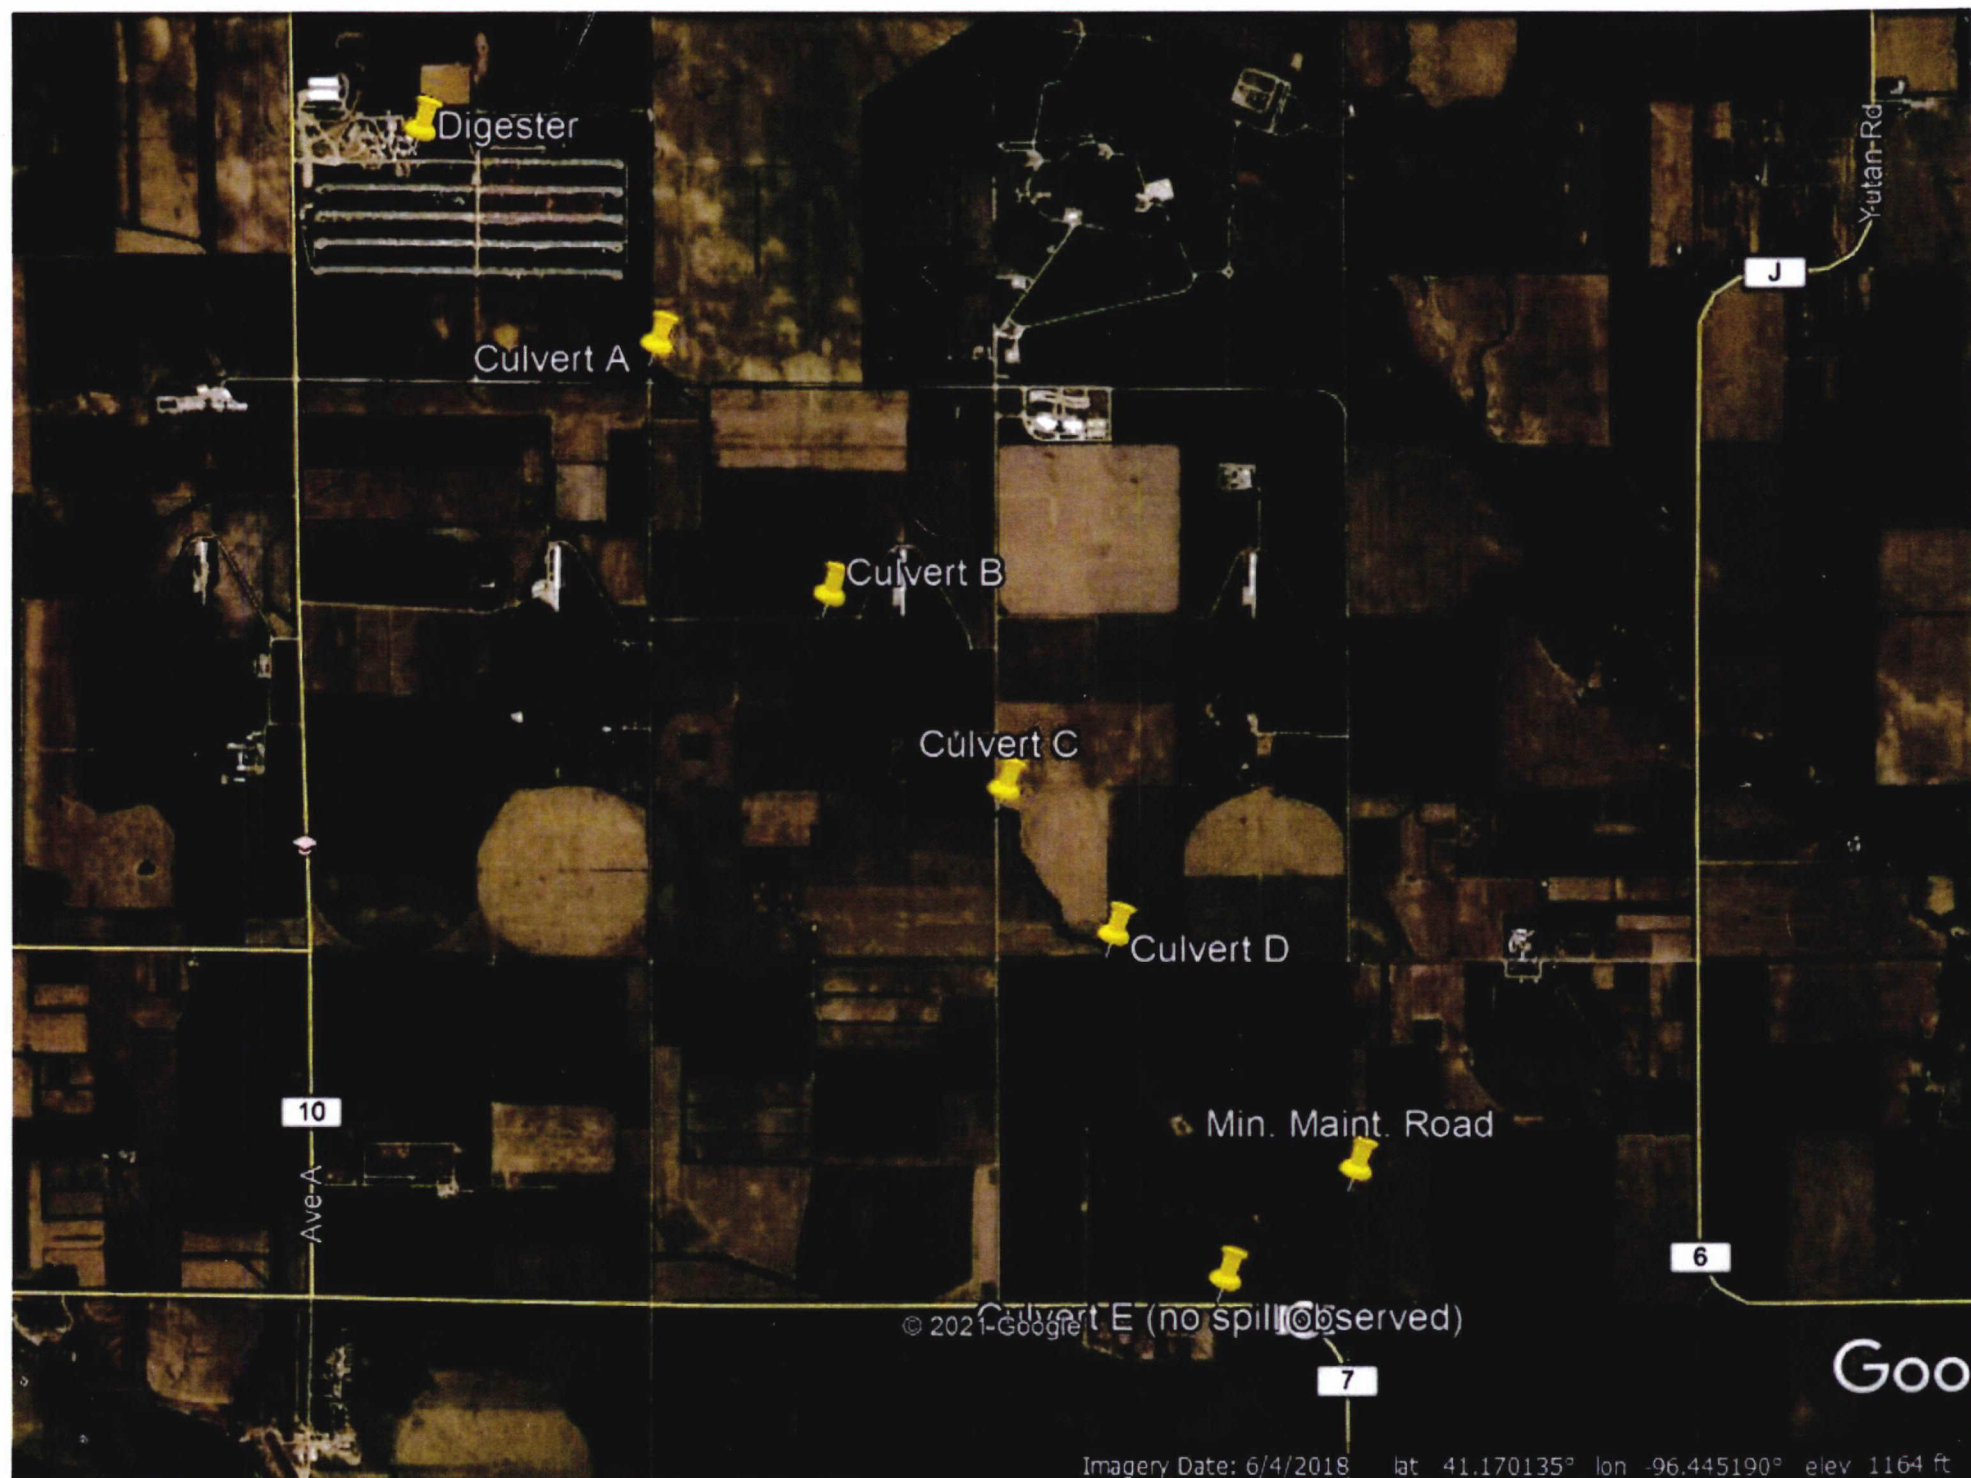 Digester
Yutan Rd
J
Culvert A
Culvert B
Culvert C
Culvert D
10
Min. Maint. Road
Ave A
6
Culvert E (no spill observed)
© 2021 Google
7
Goo
Imagery Date: 6/4/2018 lat 41.170135° lon -96.445190° elev 1164 ft